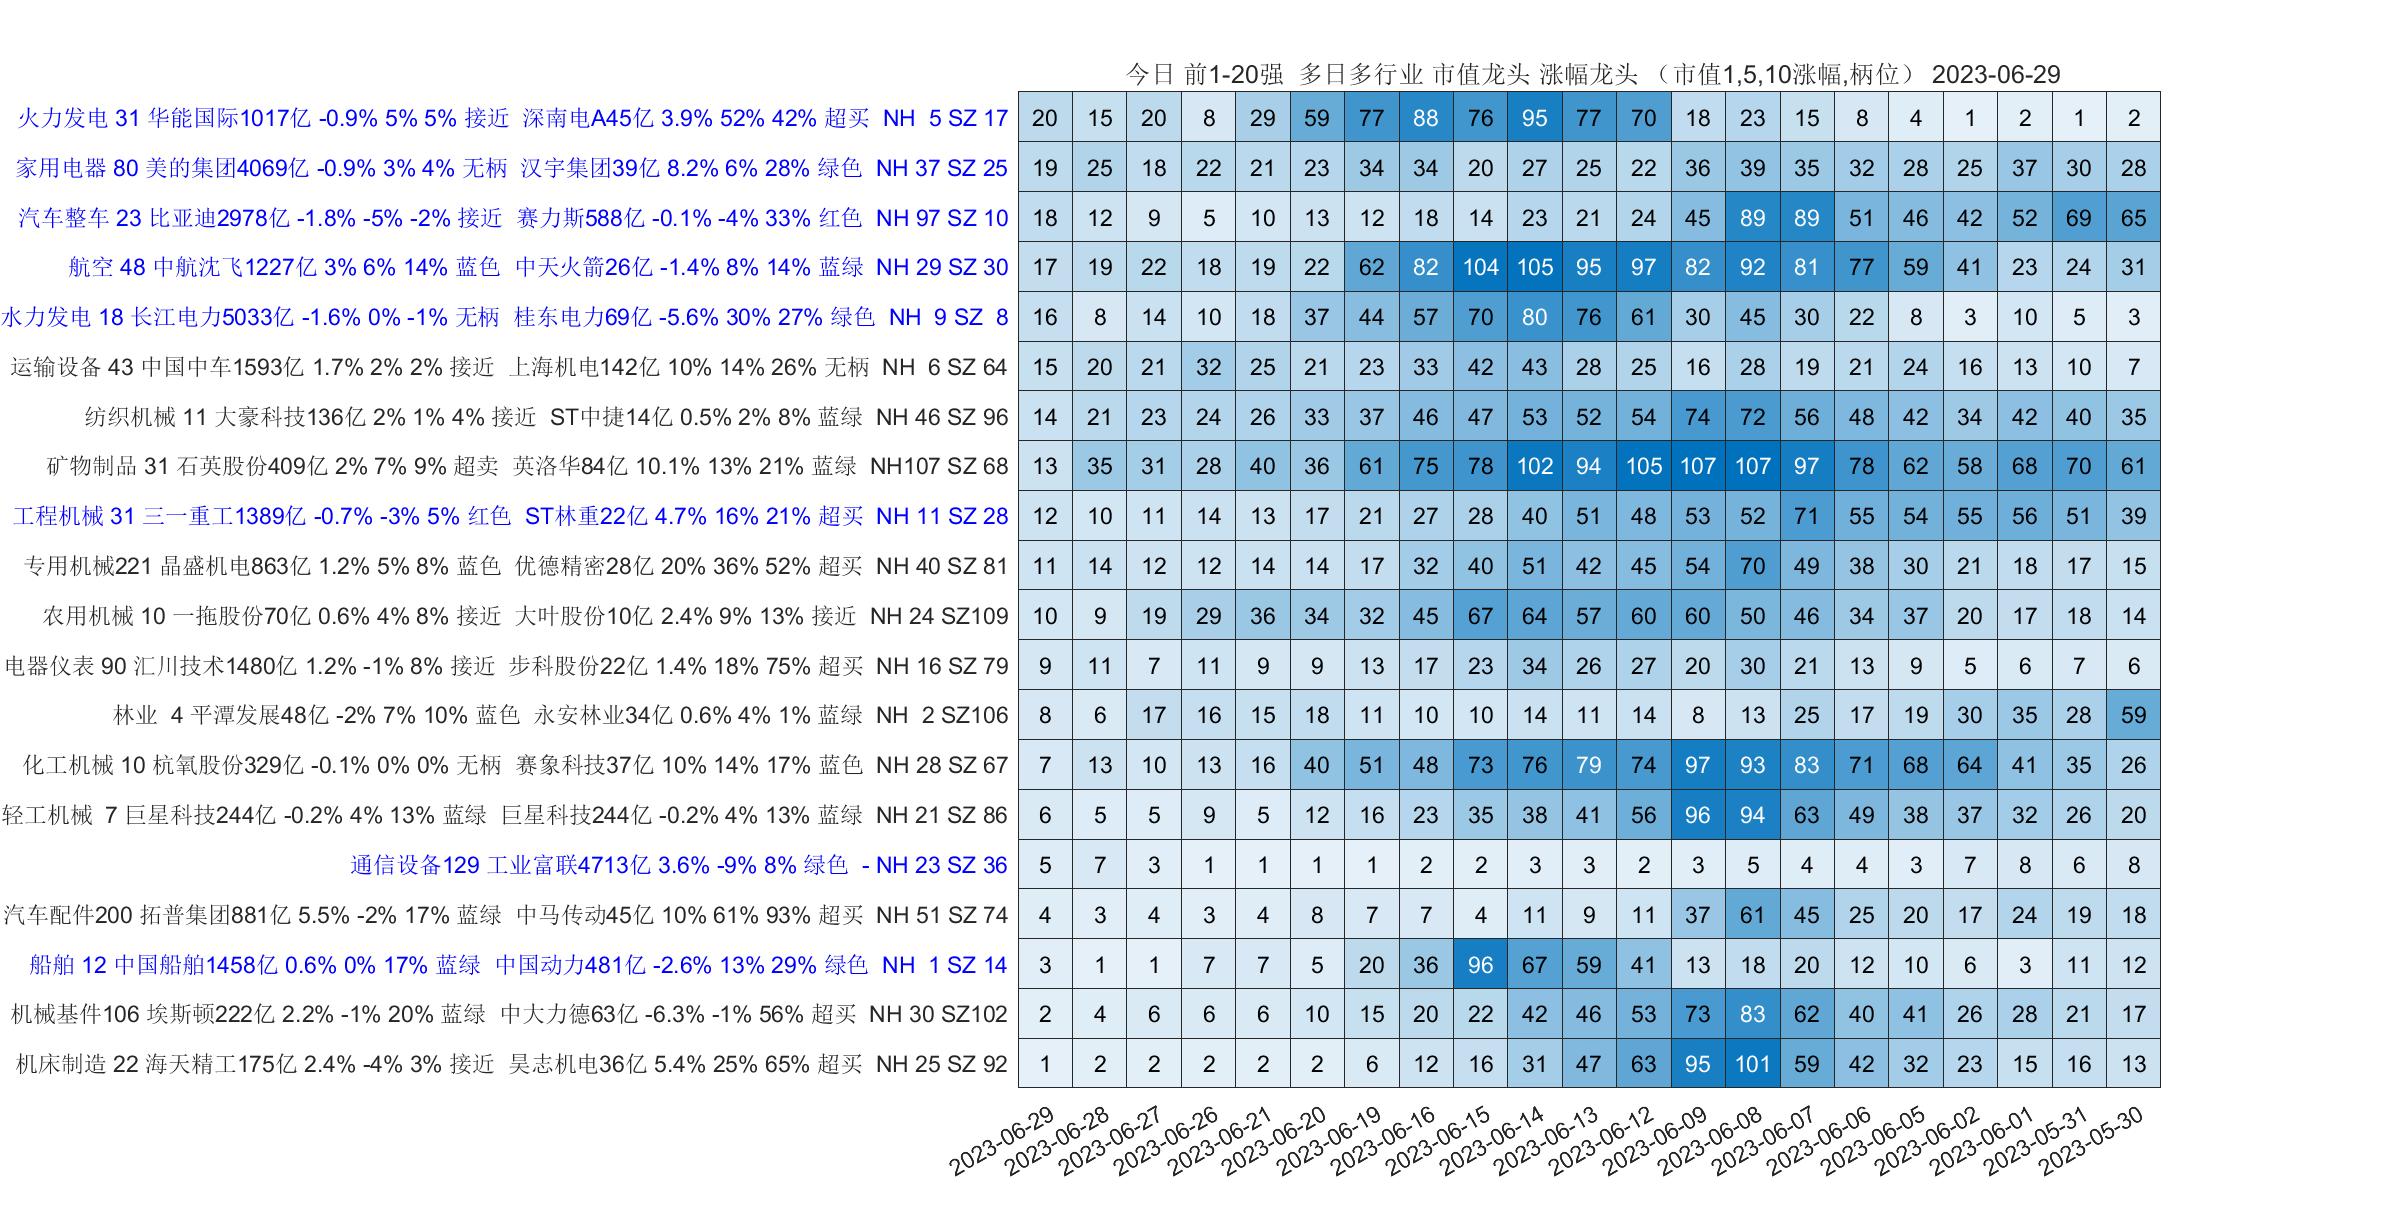 今日 前1-20强  多日多行业 市值龙头 涨幅龙头 （市值1,5,10涨幅,柄位） 2023-06-29
火力发电 31 华能国际1017亿 -0.9% 5% 5% 接近  深南电A45亿 3.9% 52% 42% 超买  NH  5 SZ 17 20 15 20 8 29 59 77 88 76 95 77 70 18 23 15 8 4 1 2 1 2
家用电器 80 美的集团4069亿 -0.9% 3% 4% 无柄  汉宇集团39亿 8.2% 6% 28% 绿色  NH 37 SZ 25 19 25 18 22 21 23 34 34 20 27 25 22 36 39 35 32 28 25 37 30 28
汽车整车 23 比亚迪2978亿 -1.8% -5% -2% 接近  赛力斯588亿 -0.1% -4% 33% 红色  NH 97 SZ 10 18 12 9 5 10 13 12 18 14 23 21 24 45 89 89 51 46 42 52 69 65
航空 48 中航沈飞1227亿 3% 6% 14% 蓝色  中天火箭26亿 -1.4% 8% 14% 蓝绿  NH 29 SZ 30 17 19 22 18 19 22 62 82 104 105 95 97 82 92 81 77 59 41 23 24 31
水力发电 18 长江电力5033亿 -1.6% 0% -1% 无柄  桂东电力69亿 -5.6% 30% 27% 绿色  NH  9 SZ  8 16 8 14 10 18 37 44 57 70 80 76 61 30 45 30 22 8 3 10 5 3
运输设备 43 中国中车1593亿 1.7% 2% 2% 接近  上海机电142亿 10% 14% 26% 无柄  NH  6 SZ 64 15 20 21 32 25 21 23 33 42 43 28 25 16 28 19 21 24 16 13 10 7
纺织机械 11 大豪科技136亿 2% 1% 4% 接近  ST中捷14亿 0.5% 2% 8% 蓝绿  NH 46 SZ 96 14 21 23 24 26 33 37 46 47 53 52 54 74 72 56 48 42 34 42 40 35
矿物制品 31 石英股份409亿 2% 7% 9% 超卖  英洛华84亿 10.1% 13% 21% 蓝绿  NH107 SZ 68 13 35 31 28 40 36 61 75 78 102 94 105 107 107 97 78 62 58 68 70 61
工程机械 31 三一重工1389亿 -0.7% -3% 5% 红色  ST林重22亿 4.7% 16% 21% 超买  NH 11 SZ 28 12 10 11 14 13 17 21 27 28 40 51 48 53 52 71 55 54 55 56 51 39
专用机械221 晶盛机电863亿 1.2% 5% 8% 蓝色  优德精密28亿 20% 36% 52% 超买  NH 40 SZ 81 11 14 12 12 14 14 17 32 40 51 42 45 54 70 49 38 30 21 18 17 15
农用机械 10 一拖股份70亿 0.6% 4% 8% 接近  大叶股份10亿 2.4% 9% 13% 接近  NH 24 SZ109 10 9 19 29 36 34 32 45 67 64 57 60 60 50 46 34 37 20 17 18 14
电器仪表 90 汇川技术1480亿 1.2% -1% 8% 接近  步科股份22亿 1.4% 18% 75% 超买  NH 16 SZ 79 9 11 7 11 9 9 13 17 23 34 26 27 20 30 21 13 9 5 6 7 6
林业  4 平潭发展48亿 -2% 7% 10% 蓝色  永安林业34亿 0.6% 4% 1% 蓝绿  NH  2 SZ106 8 6 17 16 15 18 11 10 10 14 11 14 8 13 25 17 19 30 35 28 59
化工机械 10 杭氧股份329亿 -0.1% 0% 0% 无柄  赛象科技37亿 10% 14% 17% 蓝色  NH 28 SZ 67 7 13 10 13 16 40 51 48 73 76 79 74 97 93 83 71 68 64 41 35 26
轻工机械  7 巨星科技244亿 -0.2% 4% 13% 蓝绿  巨星科技244亿 -0.2% 4% 13% 蓝绿  NH 21 SZ 86 6 5 5 9 5 12 16 23 35 38 41 56 96 94 63 49 38 37 32 26 20
通信设备129 工业富联4713亿 3.6% -9% 8% 绿色  - NH 23 SZ 36 5 7 3 1 1 1 1 2 2 3 3 2 3 5 4 4 3 7 8 6 8
汽车配件200 拓普集团881亿 5.5% -2% 17% 蓝绿  中马传动45亿 10% 61% 93% 超买  NH 51 SZ 74 4 3 4 3 4 8 7 7 4 11 9 11 37 61 45 25 20 17 24 19 18
船舶 12 中国船舶1458亿 0.6% 0% 17% 蓝绿  中国动力481亿 -2.6% 13% 29% 绿色  NH  1 SZ 14 3 1 1 7 7 5 20 36 96 67 59 41 13 18 20 12 10 6 3 11 12
机械基件106 埃斯顿222亿 2.2% -1% 20% 蓝绿  中大力德63亿 -6.3% -1% 56% 超买  NH 30 SZ102 2 4 6 6 6 10 15 20 22 42 46 53 73 83 62 40 41 26 28 21 17
机床制造 22 海天精工175亿 2.4% -4% 3% 接近  昊志机电36亿 5.4% 25% 65% 超买  NH 25 SZ 92 1 2 2 2 2 6 12 16 31 47 63 95 101 59 42 32 23 15 16 13
2023-06-29 2023-06-28 2023-06-27 2023-06-26 2023-06-21 2023-06-20 2023-06-19 2023-06-16 2023-06-15 2023-06-14 2023-06-13 2023-06-12 2023-06-09 2023-06-08 2023-06-07 2023-06-06 2023-06-05 2023-06-02 2023-06-01 2023-05-31 2023-05-30